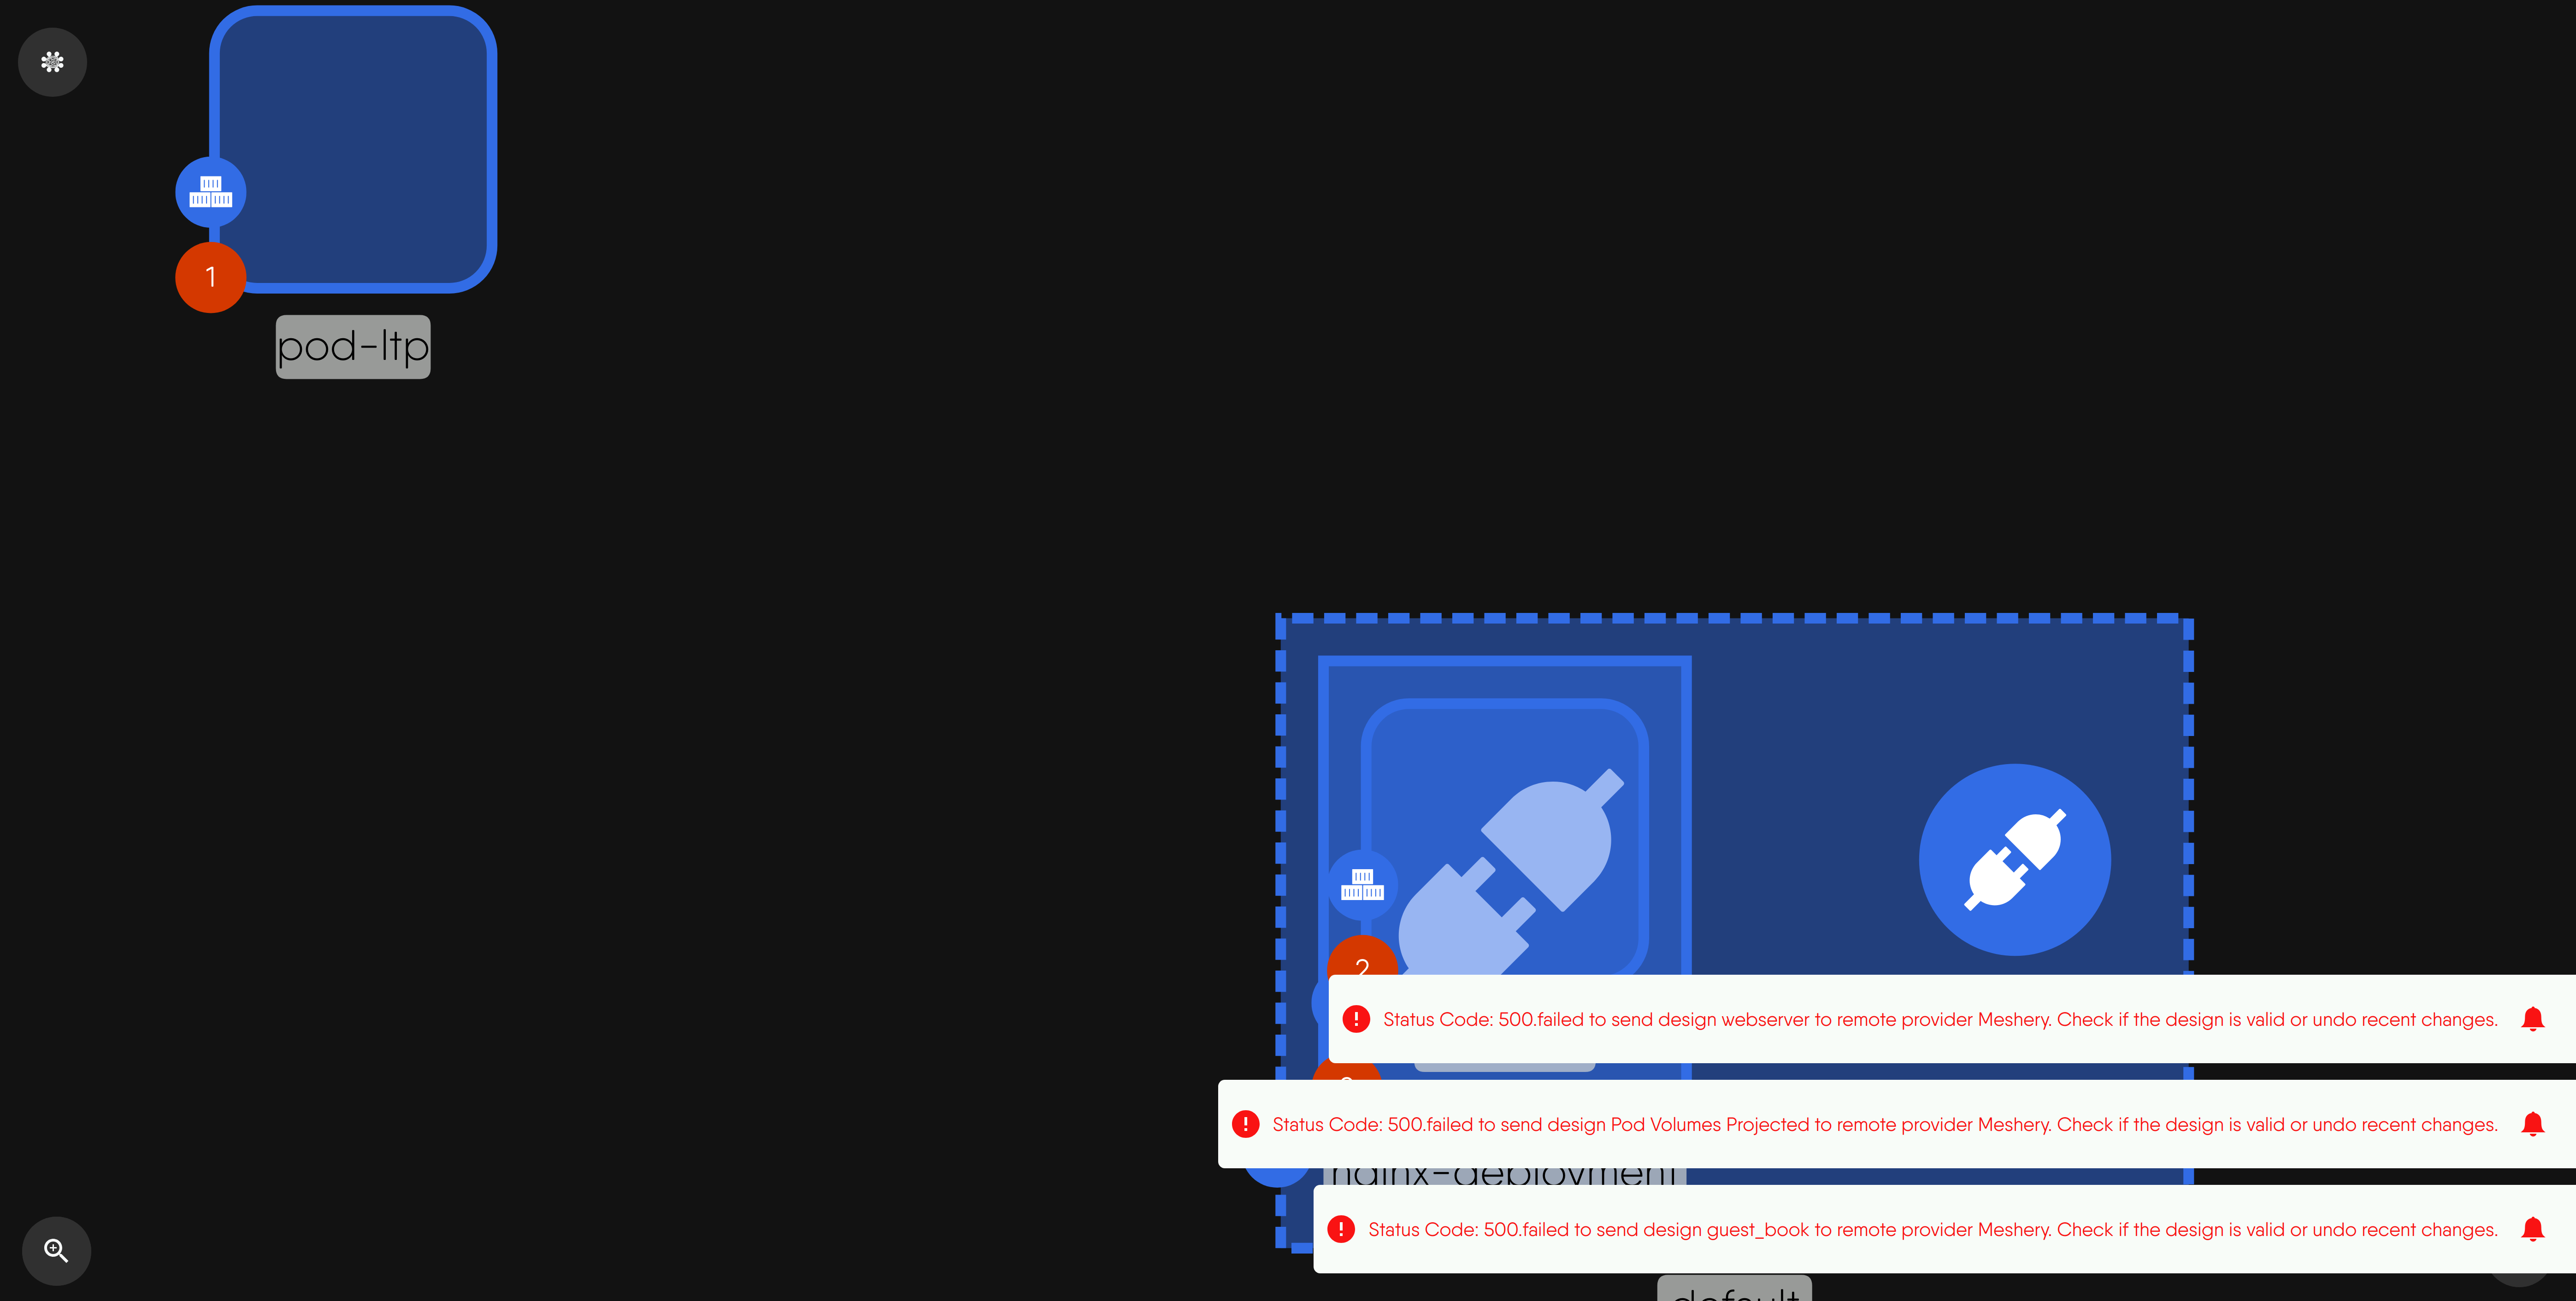 1
pod-ltp
2
Status Code: 500.failed to send design webserver to remote provider Meshery. Check if the design is valid or undo recent changes.
Status Code: 500.failed to send design Pod Volumes Projected to remote provider Meshery. Check if the design is valid or undo recent changes.
nginx-deployment
Status Code: 500.failed to send design guest_book to remote provider Meshery. Check if the design is valid or undo recent changes.
default